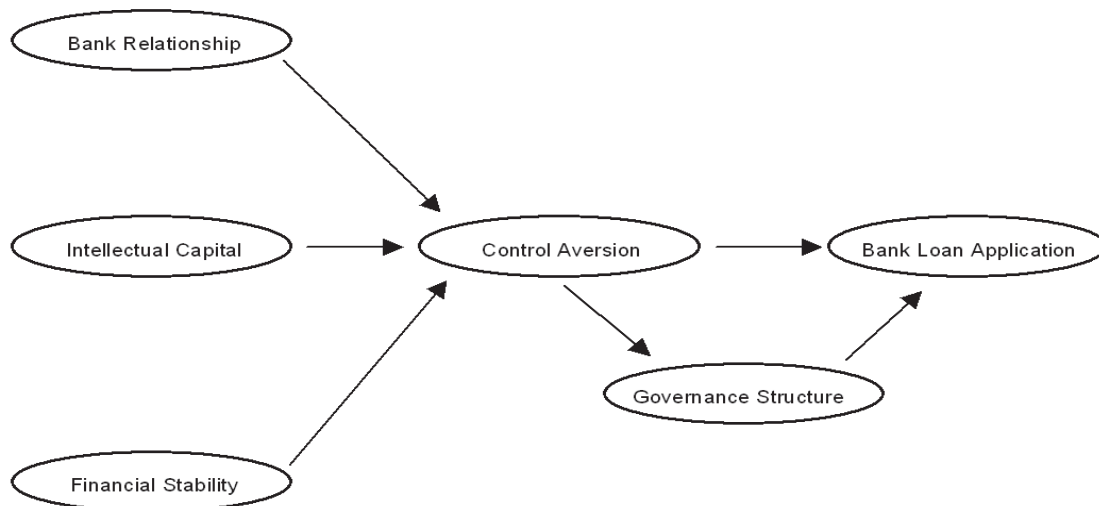 Bank Relationship
Intellectual Capital
Control Aversion
Bank Loan Application
Governance Structure
Financial Stability